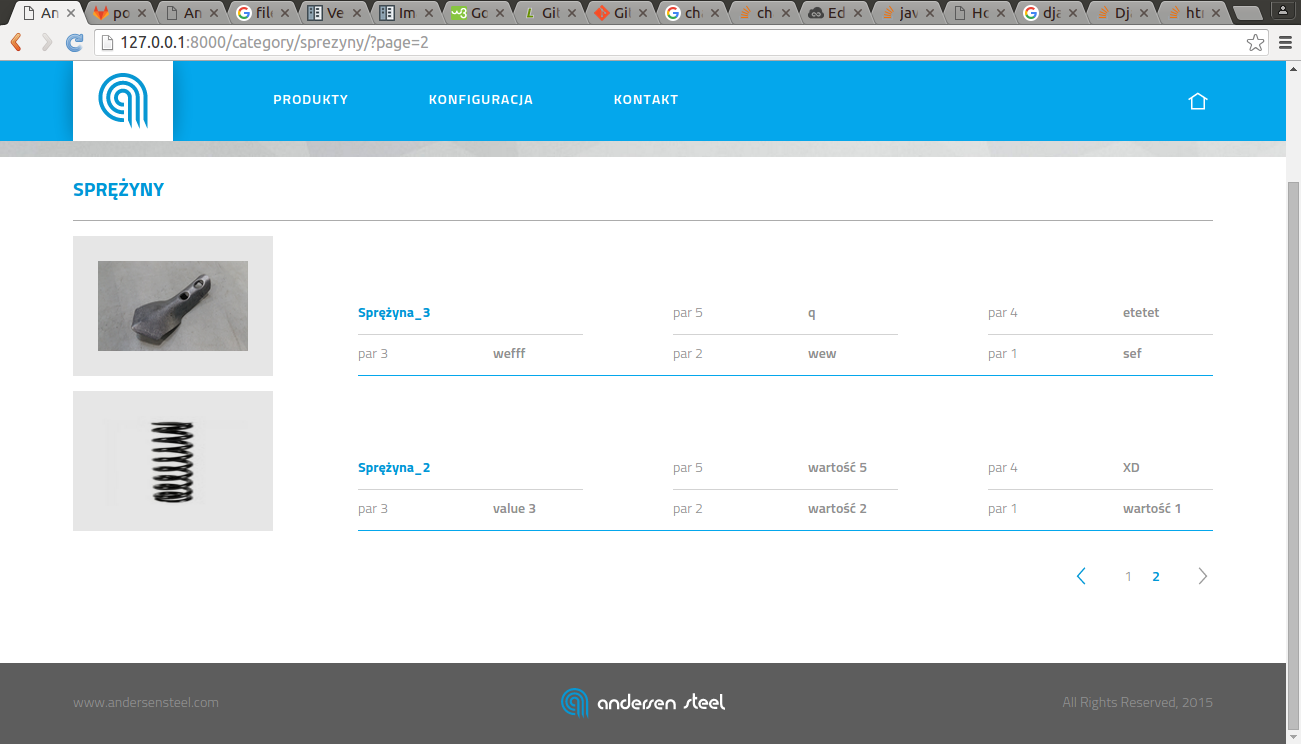 An po An file Ve Im Go Git Git ch ch Ed jav Ho dja Dj htt
127.0.0.1:8000/category/sprezyny/?page=2
PRODUKTY KONFIGURACJA KONTAKT
SPRĘŻYNY
Sprężyna_3 par 5 q par 4 etetet
par 3 wefff par 2 wew par 1 sef
Sprężyna_2 par 5 wartość 5 par 4 XD
par 3 value 3 par 2 wartość 2 par 1 wartość 1
1 2
www.andersensteel.com andersen steel All Rights Reserved, 2015